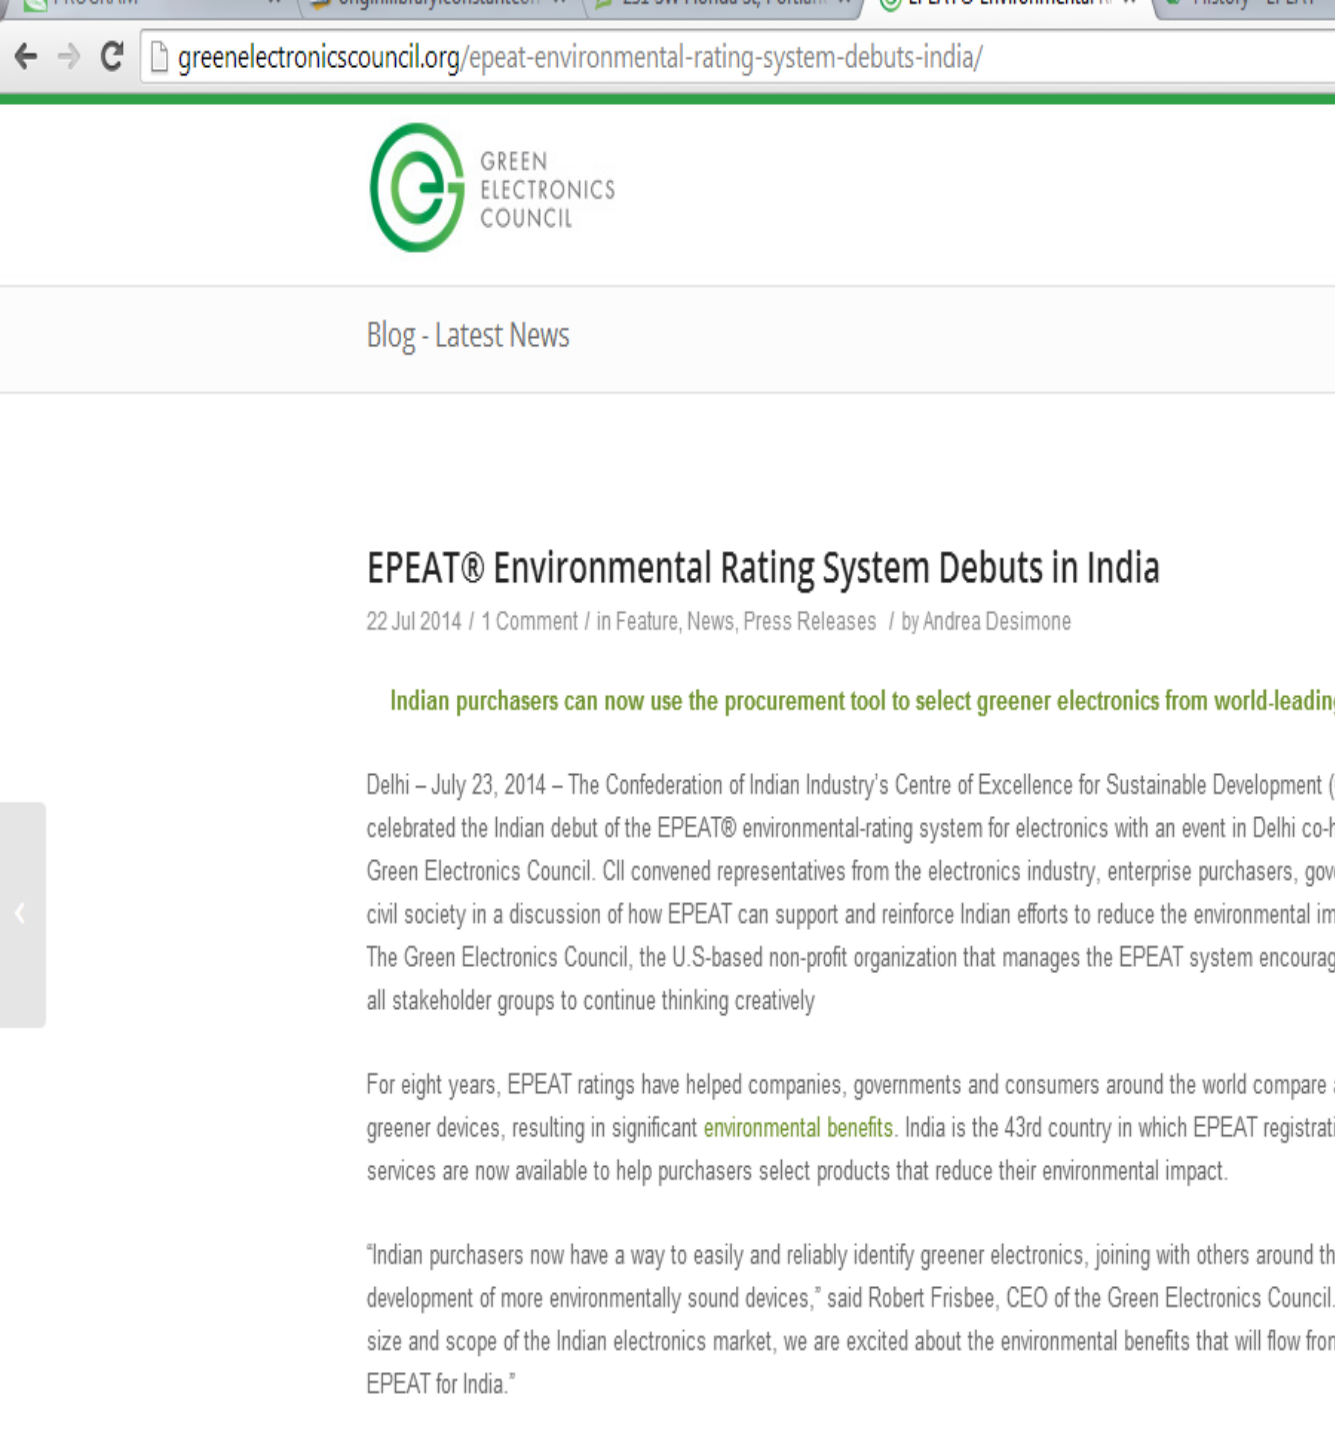 greenelectronicscouncil.org/epeat-environmental-rating-system-debuts-india/
GREEN
ELECTRONICS
COUNCIL
Blog - Latest News
EPEAT® Environmental Rating System Debuts in India
22 Jul 2014 / 1 Comment / in Feature, News, Press Releases / by Andrea Desimone
Indian purchasers can now use the procurement tool to select greener electronics from world-leading
Delhi – July 23, 2014 – The Confederation of Indian Industry's Centre of Excellence for Sustainable Development (
celebrated the Indian debut of the EPEAT® environmental-rating system for electronics with an event in Delhi co-h
Green Electronics Council. CII convened representatives from the electronics industry, enterprise purchasers, gov
civil society in a discussion of how EPEAT can support and reinforce Indian efforts to reduce the environmental im
The Green Electronics Council, the U.S-based non-profit organization that manages the EPEAT system encourag
all stakeholder groups to continue thinking creatively
For eight years, EPEAT ratings have helped companies, governments and consumers around the world compare
greener devices, resulting in significant environmental benefits. India is the 43rd country in which EPEAT registrati
services are now available to help purchasers select products that reduce their environmental impact.
“Indian purchasers now have a way to easily and reliably identify greener electronics, joining with others around th
development of more environmentally sound devices,” said Robert Frisbee, CEO of the Green Electronics Council.
size and scope of the Indian electronics market, we are excited about the environmental benefits that will flow from
EPEAT for India.”